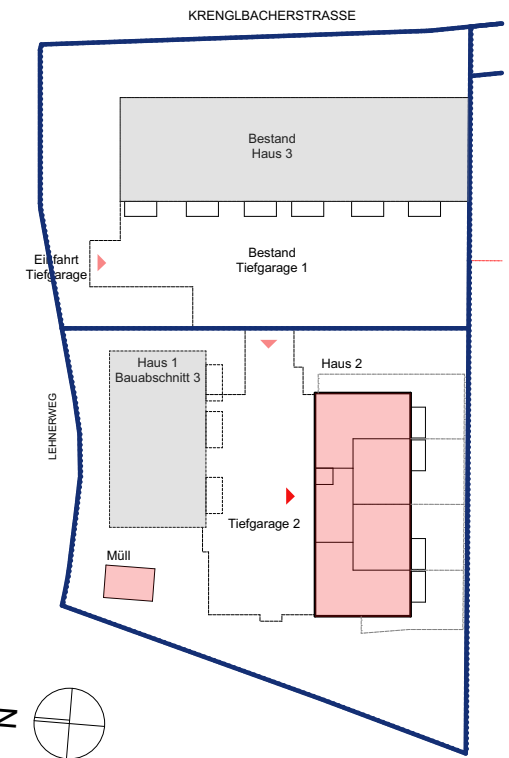 KRENGLBACHERSTRASSE
Bestand
Haus 3
Einfahrt
Tiefgarage
Bestand
Tiefgarage 1
Haus 1
Bauabschnitt 3
Haus 2
LEHNERWEG
Tiefgarage 2
Müll
N